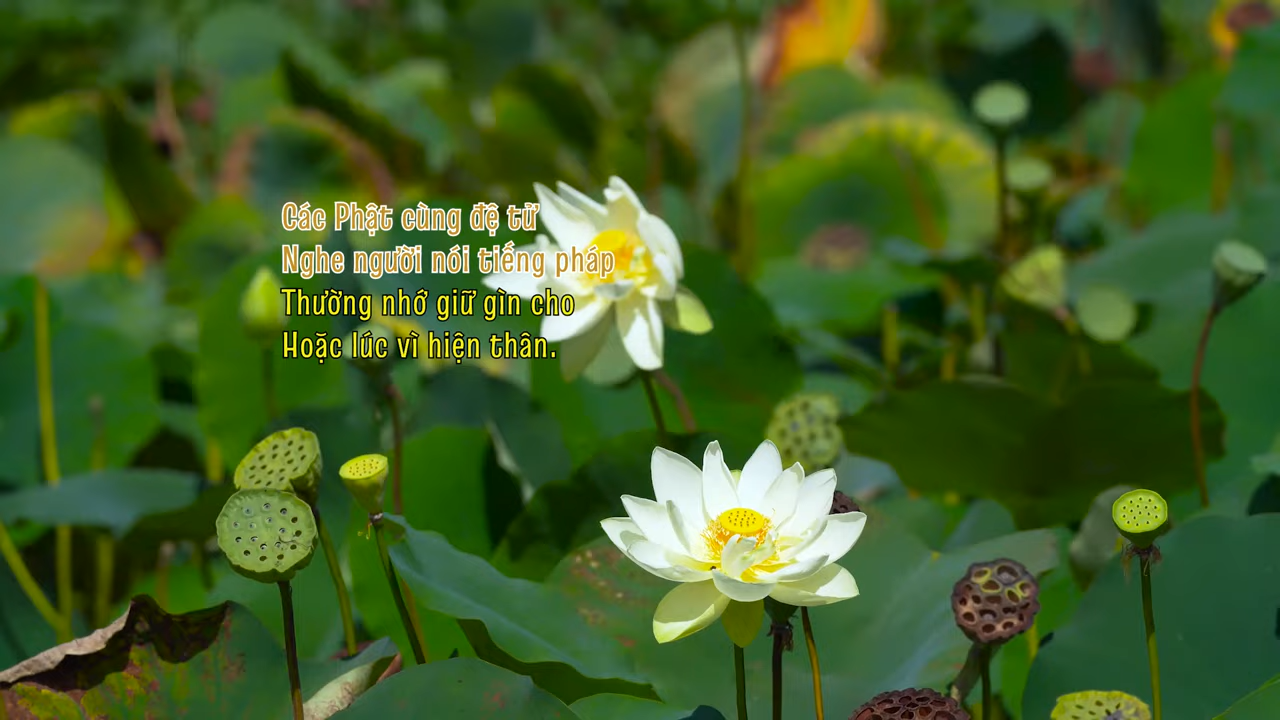 Các Phật cùng đệ tử
Nghe người nói tiếng pháp
Thường nhớ giữ gìn cho
Hoặc lúc vì hiện thân.